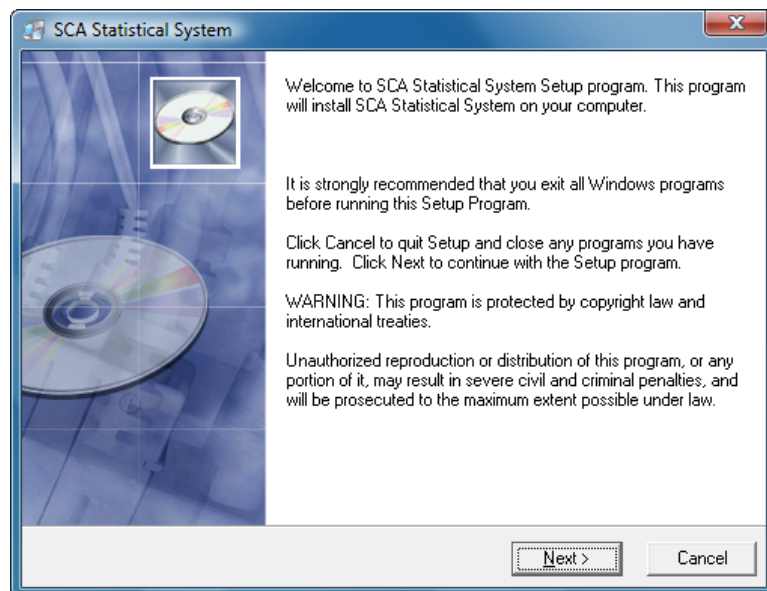 SCA Statistical System
Welcome to SCA Statistical System Setup program. This program
will install SCA Statistical System on your computer.
It is strongly recommended that you exit all Windows programs
before running this Setup Program.
Click Cancel to quit Setup and close any programs you have
running. Click Next to continue with the Setup program.
WARNING: This program is protected by copyright law and
international treaties.
Unauthorized reproduction or distribution of this program, or any
portion of it, may result in severe civil and criminal penalties, and
will be prosecuted to the maximum extent possible under law.
Next >
Cancel